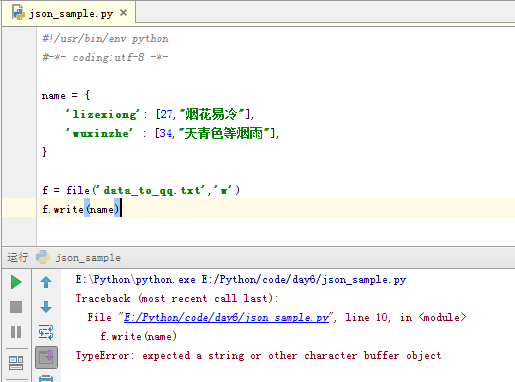 json_sample.py ×
#!/usr/bin/env python
#-*- coding:utf-8 -*-
name = {
'lizexiong': [27,"烟花易冷"],
'wuxinzhe' : [34,"天青色等烟雨"],
}
f = file('data_to_qq.txt','w')
f.write(name)
运行 json_sample
E:\Python\python.exe E:/Python/code/day6/json_sample.py
Traceback (most recent call last):
File "E:/Python/code/day6/json_sample.py", line 10, in <module>
f.write(name)
TypeError: expected a string or other character buffer object